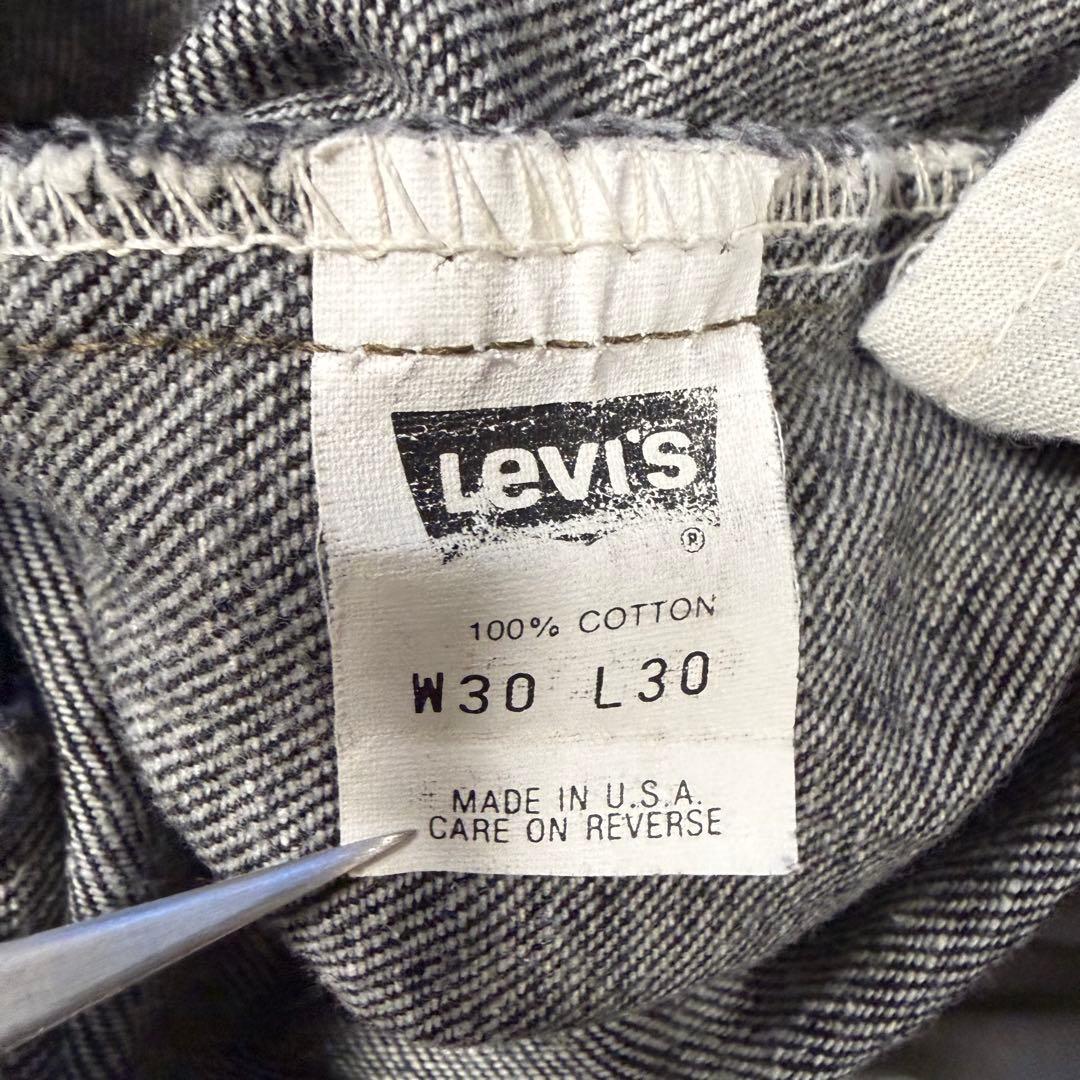 Levi's
®
100% COTTON
W30 L30
MADE IN U.S.A.
CARE ON REVERSE